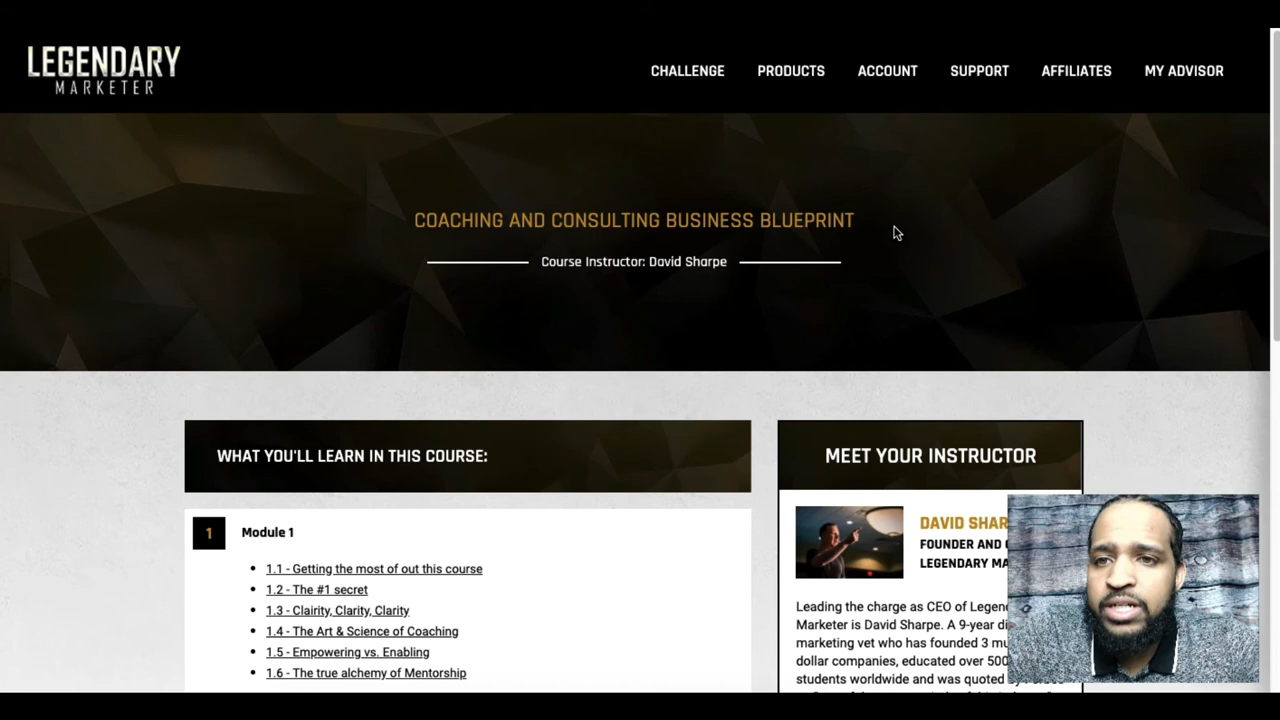 LEGENDARY
MARKETER
CHALLENGE PRODUCTS ACCOUNT SUPPORT AFFILIATES MY ADVISOR
COACHING AND CONSULTING BUSINESS BLUEPRINT
Course Instructor: David Sharpe
WHAT YOU'LL LEARN IN THIS COURSE:
1 Module 1
• 1.1 - Getting the most of out this course
• 1.2 - The #1 secret
• 1.3 - Clairity, Clarity, Clarity
• 1.4 - The Art & Science of Coaching
• 1.5 - Empowering vs. Enabling
• 1.6 - The true alchemy of Mentorship
MEET YOUR INSTRUCTOR
DAVID SHAR
FOUNDER AND
LEGENDARY MA
Leading the charge as CEO of Legen
Marketer is David Sharpe. A 9-year di
marketing vet who has founded 3 mu
dollar companies, educated over 500
students worldwide and was quoted